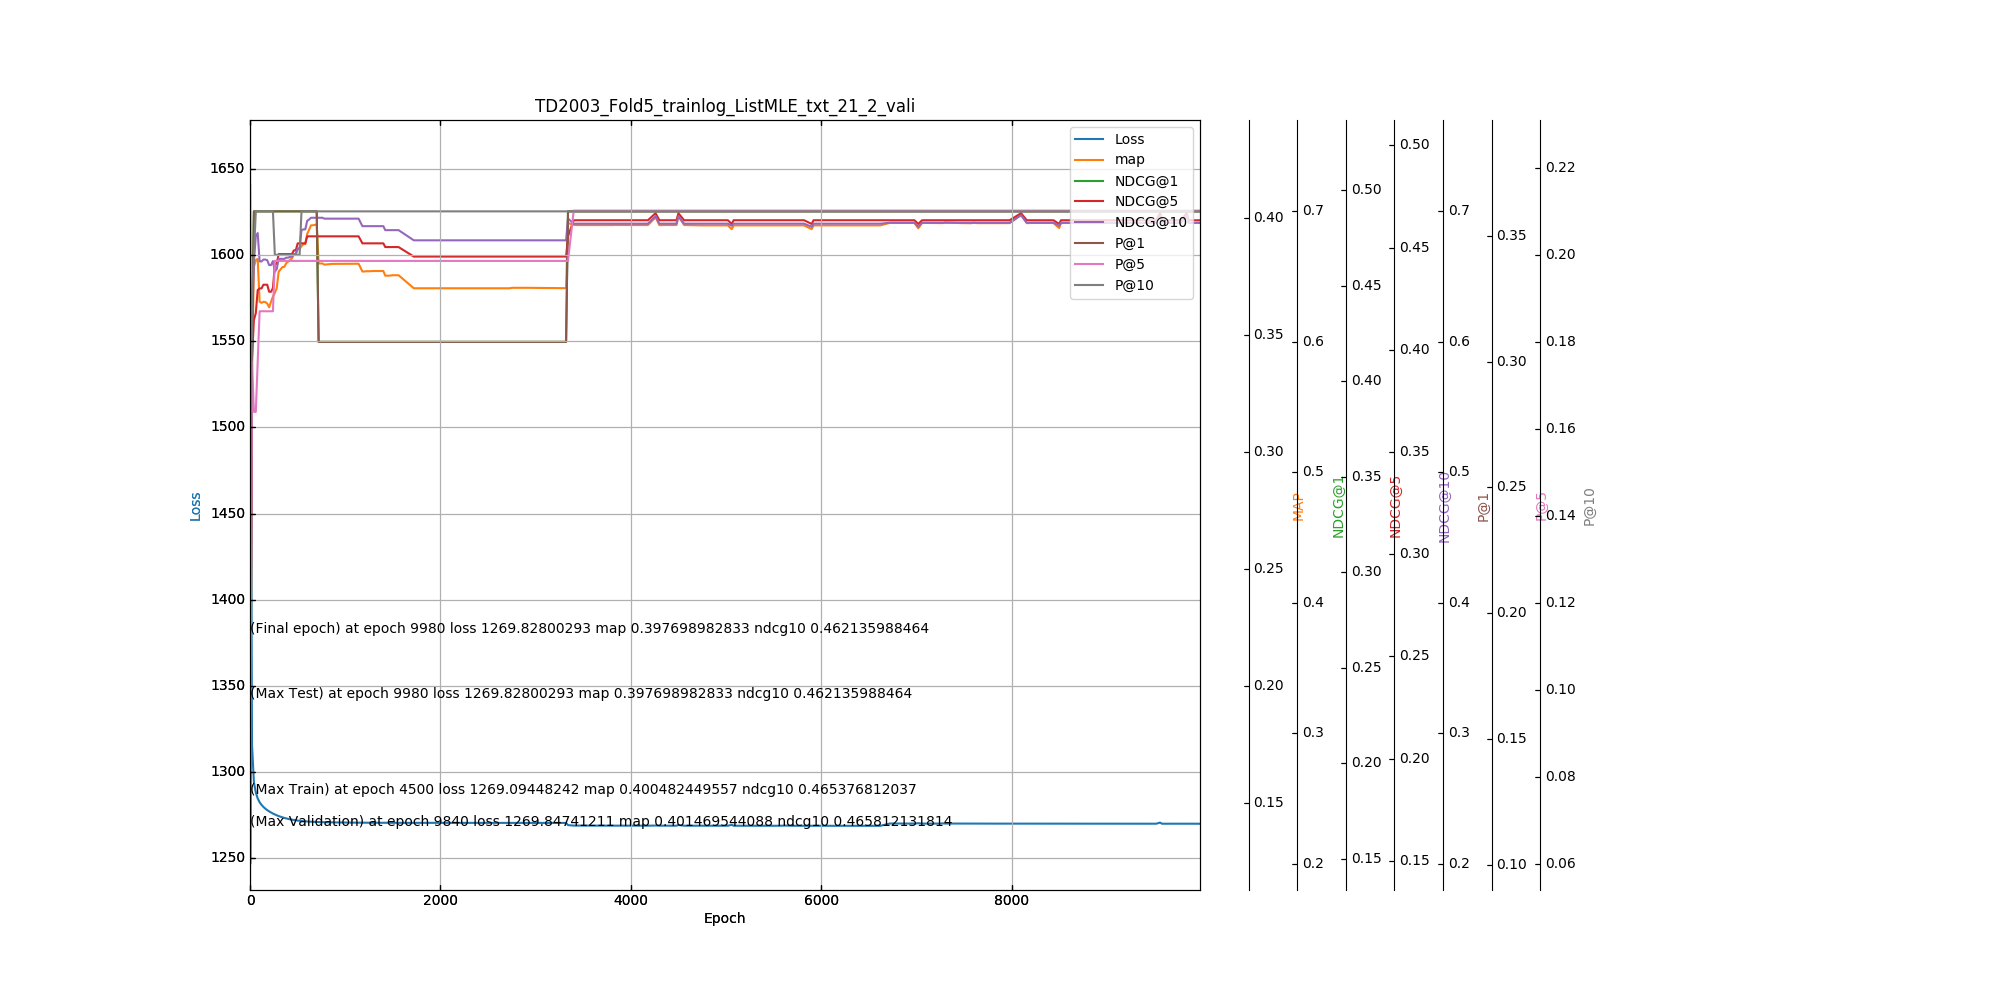 TD2003_Fold5_trainlog_ListMLE_txt_21_2_vali
Loss
map
NDCG@1
NDCG@5
NDCG@10
P@1
P@5
P@10
1650
1600
1550
1500
1450
1400
1350
1300
1250
Loss
(Final epoch) at epoch 9980 loss 1269.82800293 map 0.397698982833 ndcg10 0.462135988464
(Max Test) at epoch 9980 loss 1269.82800293 map 0.397698982833 ndcg10 0.462135988464
(Max Train) at epoch 4500 loss 1269.09448242 map 0.400482449557 ndcg10 0.465376812037
(Max Validation) at epoch 9840 loss 1269.84741211 map 0.401469544088 ndcg10 0.465812131814
0 2000 4000 6000 8000
Epoch
0.40
0.35
0.30
0.25
0.20
0.15
MAP
0.7
0.6
0.5
0.4
0.3
0.2
NDCG@1
0.50
0.45
0.40
0.35
0.30
0.25
0.20
0.15
NDCG@5
0.50
0.45
0.40
0.35
0.30
0.25
0.20
0.15
NDCG@10
0.7
0.6
0.5
0.4
0.3
0.2
P@1
0.35
0.30
0.25
0.20
0.15
0.10
P@5
0.22
0.20
0.18
0.16
0.14
0.12
0.10
0.08
0.06
P@10